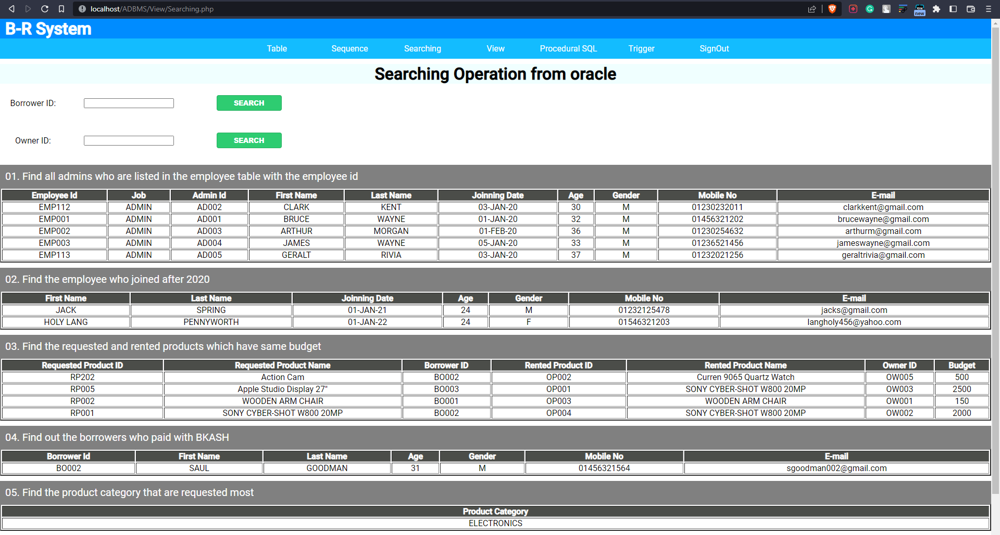 localhost/ADBMS/View/Searching.php
new
B-R System
Table Sequence Searching View Procedural SQL Trigger SignOut
Searching Operation from oracle
Borrower ID: SEARCH
Owner ID: SEARCH
01. Find all admins who are listed in the employee table with the employee id
Employee Id Job Admin Id First Name Last Name Joinning Date Age Gender Mobile No E-mail
EMP112 ADMIN AD002 CLARK KENT 03-JAN-20 30 M 01230232011 clarkkent@gmail.com
EMP001 ADMIN AD001 BRUCE WAYNE 01-JAN-20 32 M 01456321202 brucewayne@gmail.com
EMP002 ADMIN AD003 ARTHUR MORGAN 01-FEB-20 36 M 01230254632 arthurm@gmail.com
EMP003 ADMIN AD004 JAMES WAYNE 05-JAN-20 33 M 01236521456 jameswayne@gmail.com
EMP113 ADMIN AD005 GERALT RIVIA 03-JAN-20 37 M 01232021256 geraltrivia@gmail.com
02. Find the employee who joined after 2020
First Name Last Name Joinning Date Age Gender Mobile No E-mail
JACK SPRING 01-JAN-21 24 M 01232125478 jacks@gmail.com
HOLY LANG PENNYWORTH 01-JAN-22 24 F 01546321203 langholy456@yahoo.com
03. Find the requested and rented products which have same budget
Requested Product ID Requested Product Name Borrower ID Rented Product ID Rented Product Name Owner ID Budget
RP202 Action Cam BO002 OP002 Curren 9065 Quartz Watch OW005 500
RP005 Apple Studio Display 27" BO003 OP001 SONY CYBER-SHOT W800 20MP OW003 2500
RP002 WOODEN ARM CHAIR BO001 OP003 WOODEN ARM CHAIR OW001 150
RP001 SONY CYBER-SHOT W800 20MP BO002 OP004 SONY CYBER-SHOT W800 20MP OW002 2000
04. Find out the borrowers who paid with BKASH
Borrower Id First Name Last Name Age Gender Mobile No E-mail
BO002 SAUL GOODMAN 31 M 01456321564 sgoodman002@gmail.com
05. Find the product category that are requested most
Product Category
ELECTRONICS